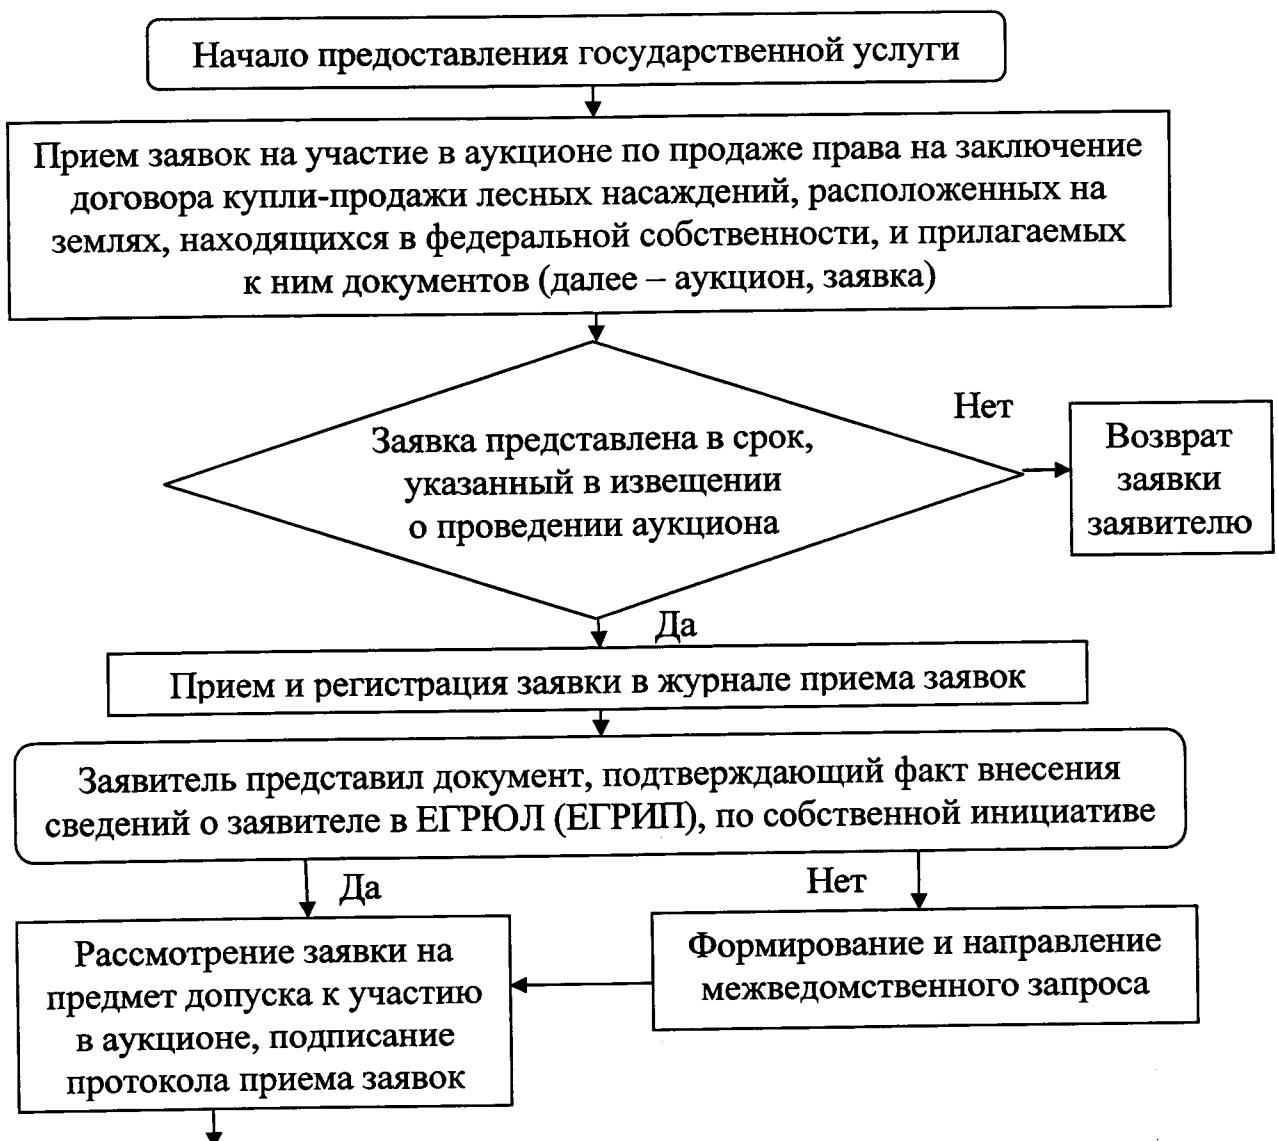 Начало предоставления государственной услуги
Прием заявок на участие в аукционе по продаже права на заключение
договора купли-продажи лесных насаждений, расположенных на
землях, находящихся в федеральной собственности, и прилагаемых
к ним документов (далее – аукцион, заявка)
Заявка представлена в срок,
указанный в извещении
о проведении аукциона
Нет
Возврат
заявки
заявителю
Да
Прием и регистрация заявки в журнале приема заявок
Заявитель представил документ, подтверждающий факт внесения
сведений о заявителе в ЕГРЮЛ (ЕГРИП), по собственной инициативе
Да
Нет
Рассмотрение заявки на
предмет допуска к участию
в аукционе, подписание
протокола приема заявок
Формирование и направление
межведомственного запроса